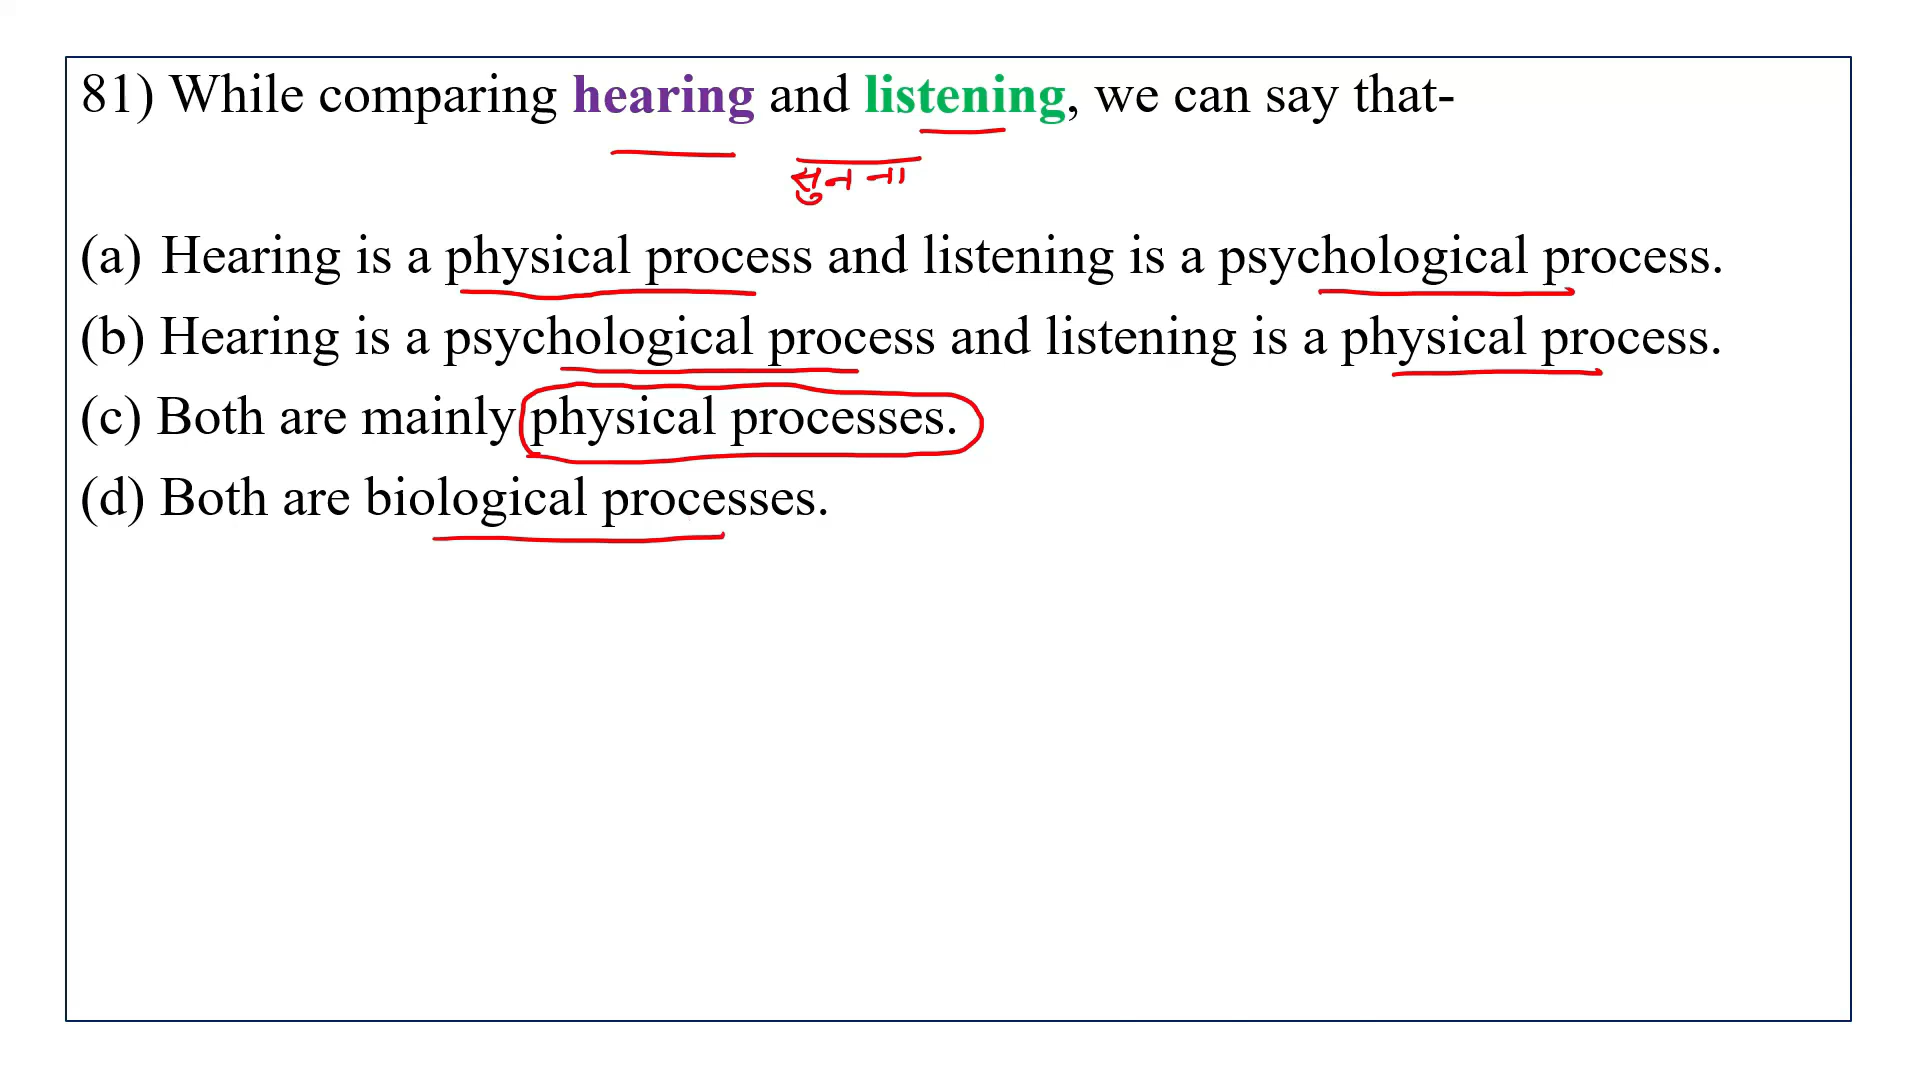 81) While comparing hearing and listening, we can say that-
सुनना
(a) Hearing is a physical process and listening is a psychological process.
(b) Hearing is a psychological process and listening is a physical process.
(c) Both are mainly physical processes.
(d) Both are biological processes.